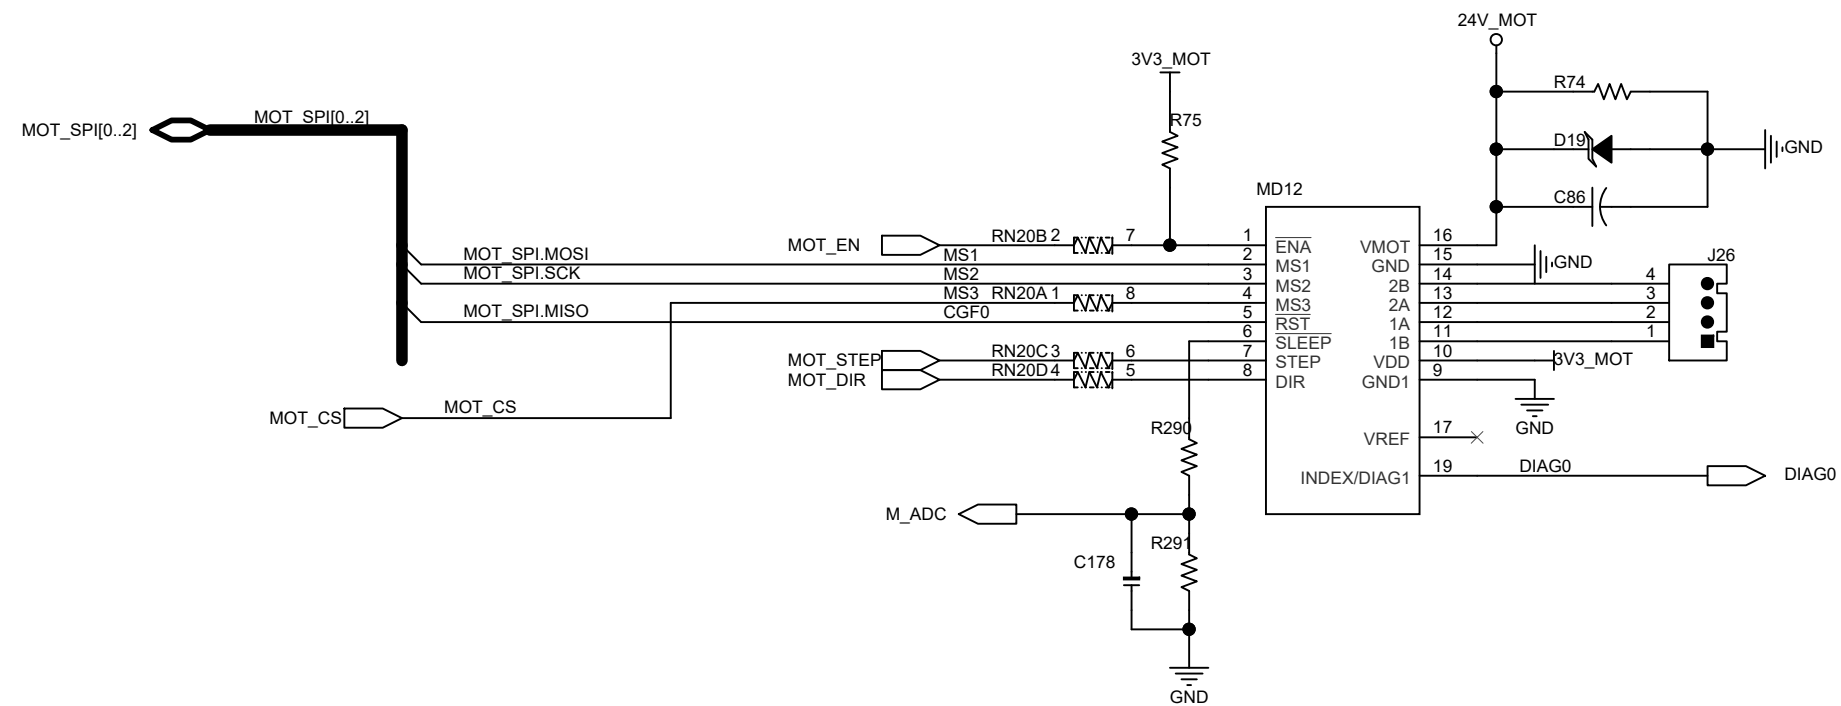 24V_MOT
3V3_MOT
R74
R75
MOT_SPI[0..2]
MOT_SPI[0..2]
D19
GND
MD12
C86
MOT_EN
RN20B 2
7
1
ENA
VMOT
16
MOT_SPI.MOSI
MS1
2
MS1
GND
15
GND
J26
MOT_SPI.SCK
MS2
3
MS2
2B
14
4
MS3
RN20A 1
8
4
MS3
2A
13
3
MOT_SPI.MISO
CGF0
5
RST
1A
12
2
6
SLEEP
1B
11
1
MOT_STEP
RN20C 3
6
7
STEP
VDD
10
3V3_MOT
MOT_DIR
RN20D 4
5
8
DIR
GND1
9
MOT_CS
MOT_CS
R290
VREF
17
GND
INDEX/DIAG1
19
DIAG0
DIAG0
M_ADC
R291
C178
GND